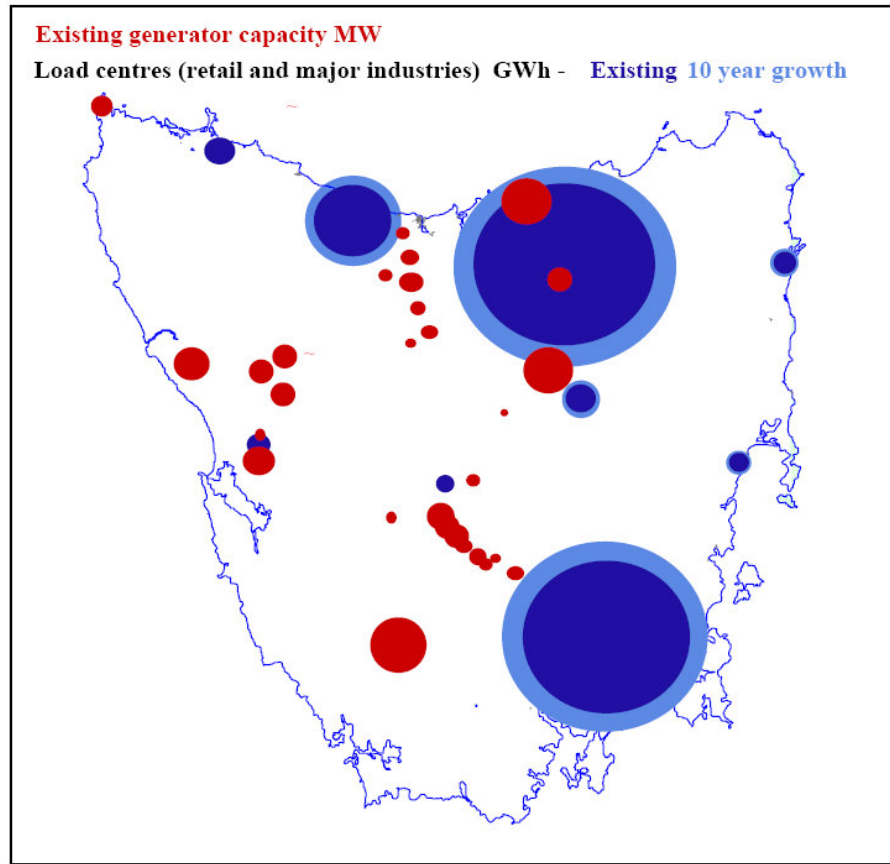 Existing generator capacity MW
Load centres (retail and major industries) GWh - Existing 10 year growth